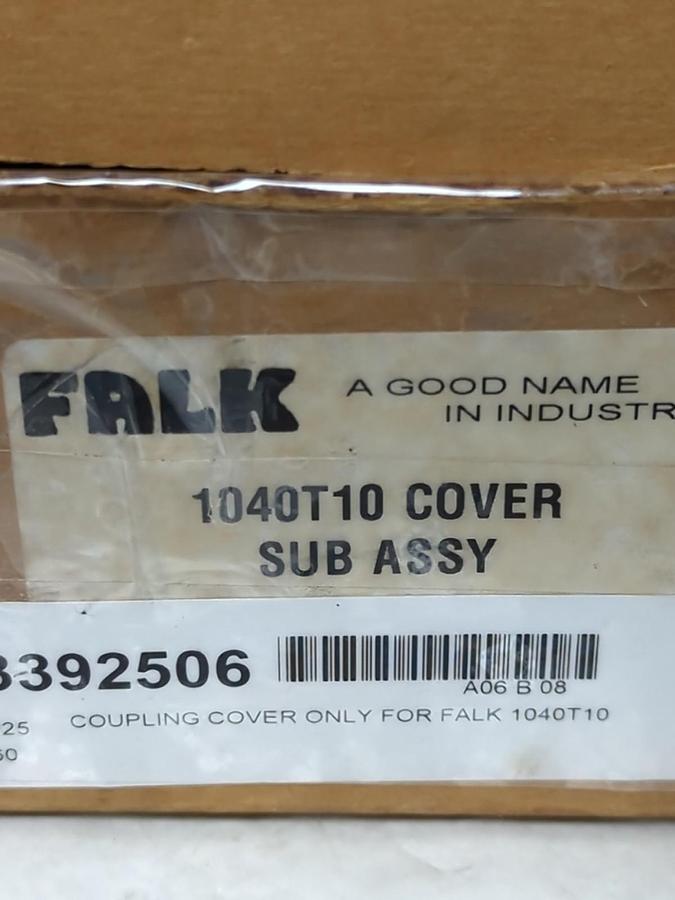 FALK A GOOD NAME
IN INDUSTR
1040T10 COVER
SUB ASSY
3392506
A06 B 08
25 COUPLING COVER ONLY FOR FALK 1040T10
60